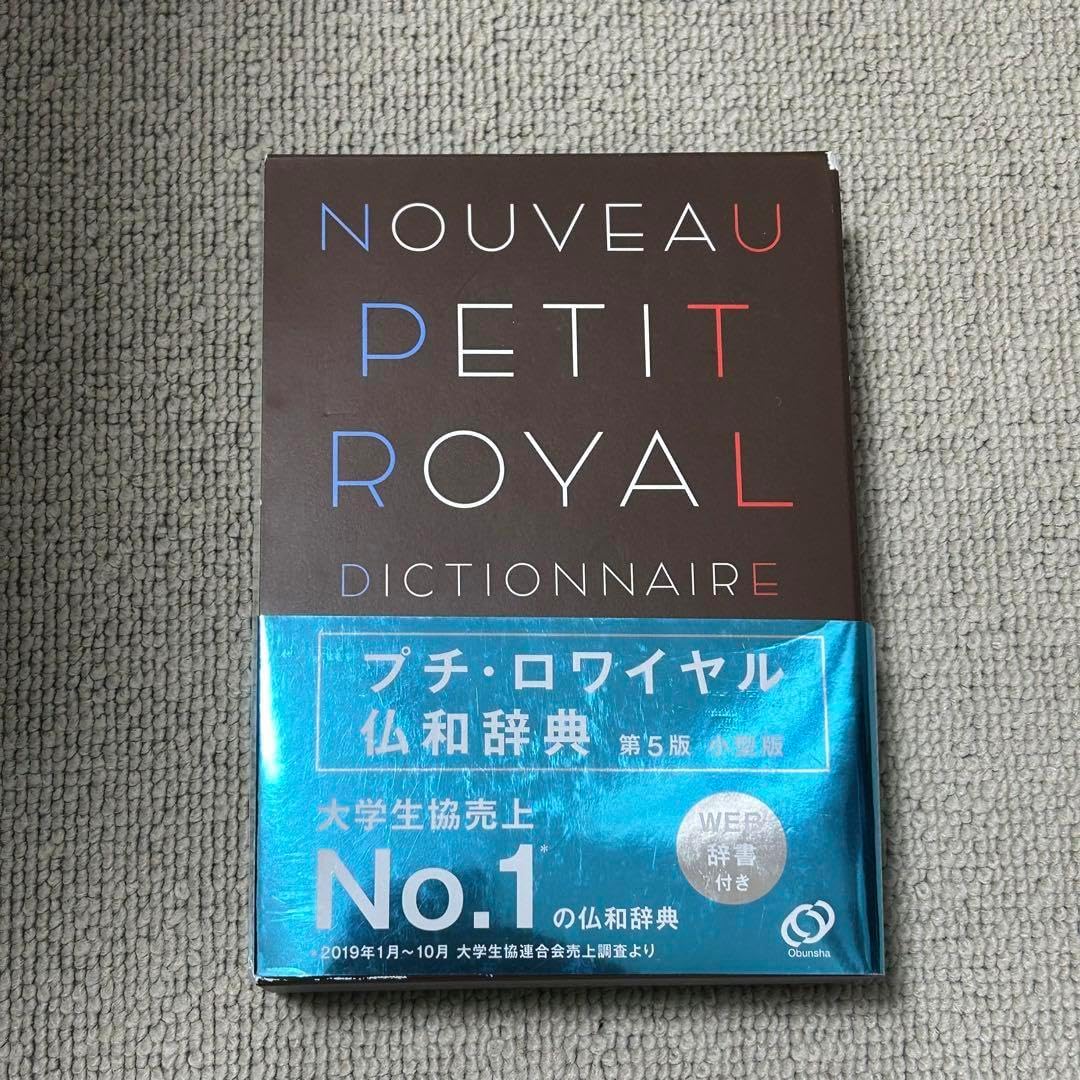 NOUVEAU
PETIT
ROYAL
DICTIONNAIRE
プチ・ロワイヤル
仏和辞典 第5版 小型版
大学生協売上
No.1*の仏和辞典
*2019年1月〜10月 大学生協連合会売上調査より
WEB
辞書
付き
Obunsha